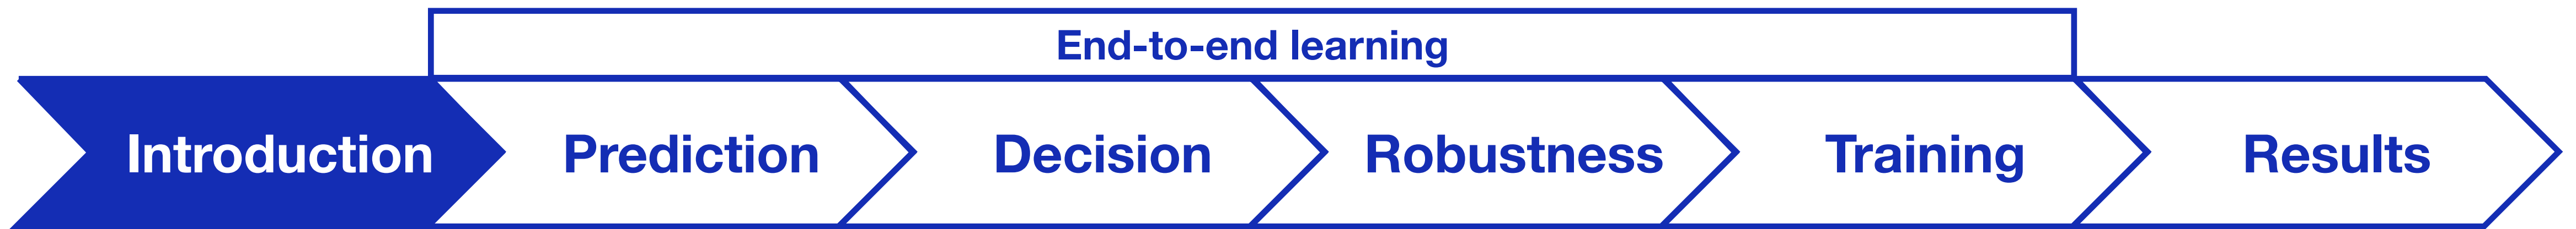 End-to-end learning
Introduction Prediction Decision Robustness Training Results